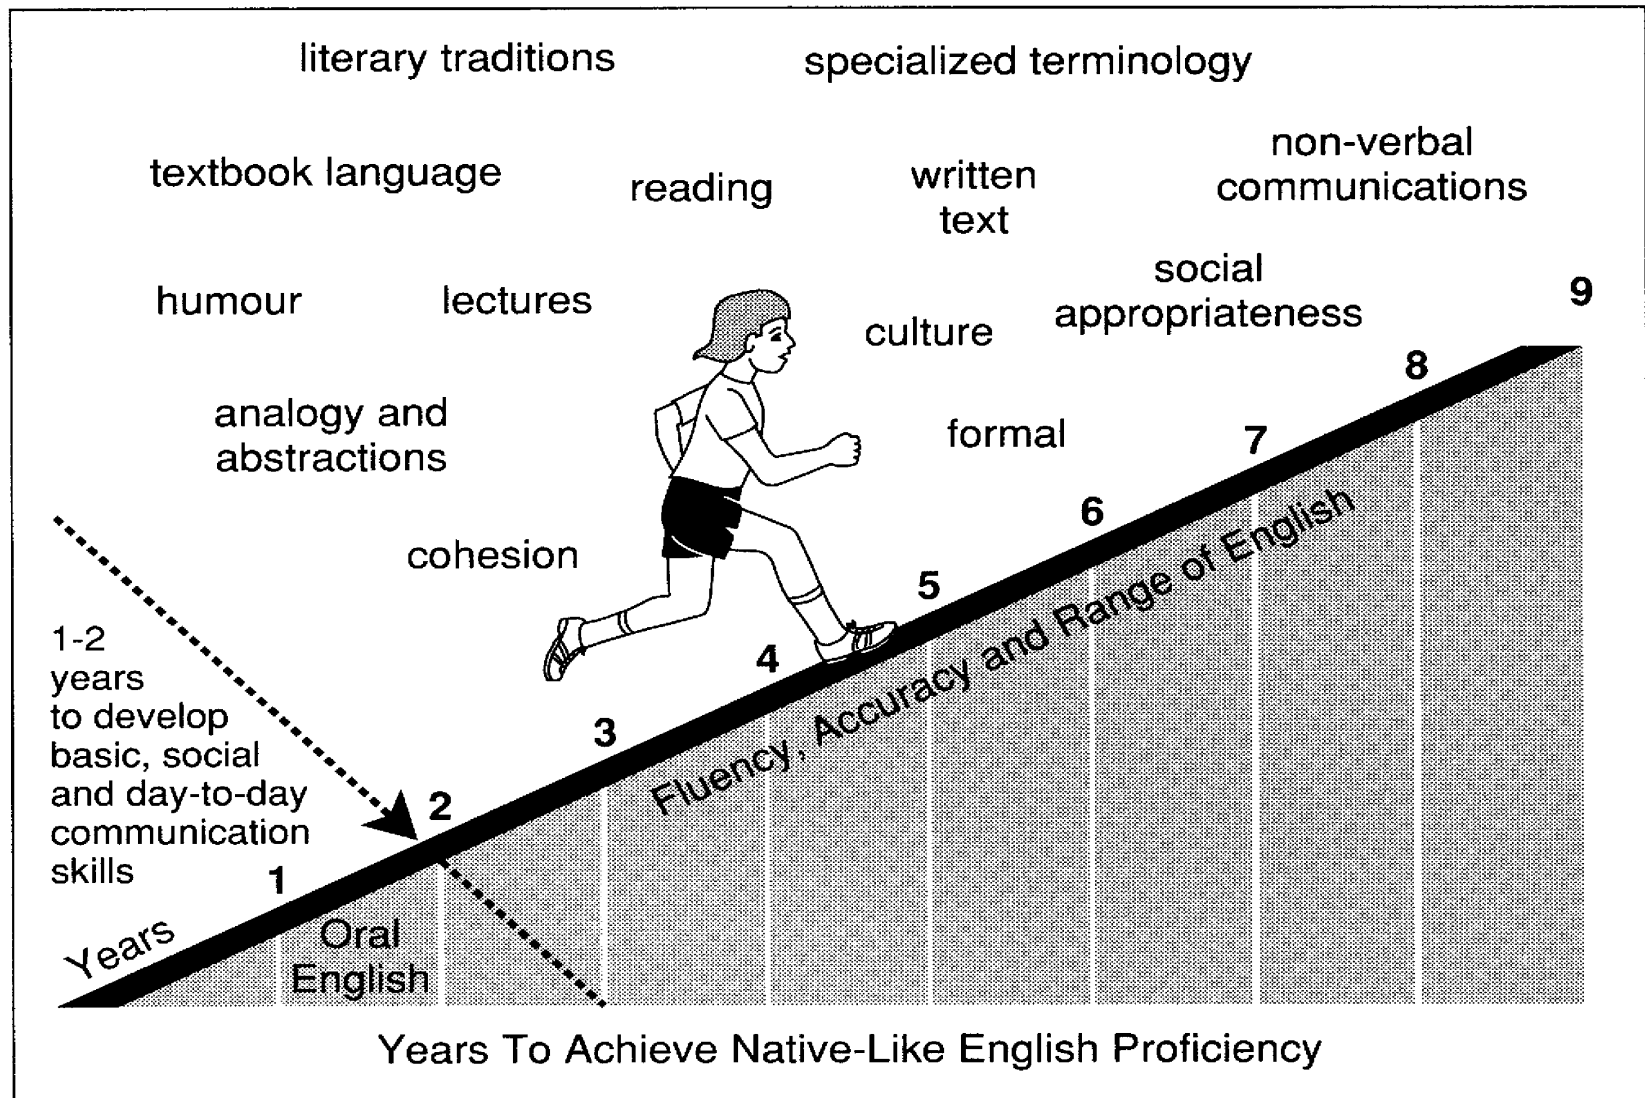 literary traditions
specialized terminology
textbook language
reading
written
text
non-verbal
communications
humour
lectures
culture
social
appropriateness
analogy and
abstractions
formal
cohesion
1-2
years
to develop
basic, social
and day-to-day
communication
skills
Years
1
2
3
4
5
6
7
8
9
Oral
English
Fluency, Accuracy and Range of English
Years To Achieve Native-Like English Proficiency